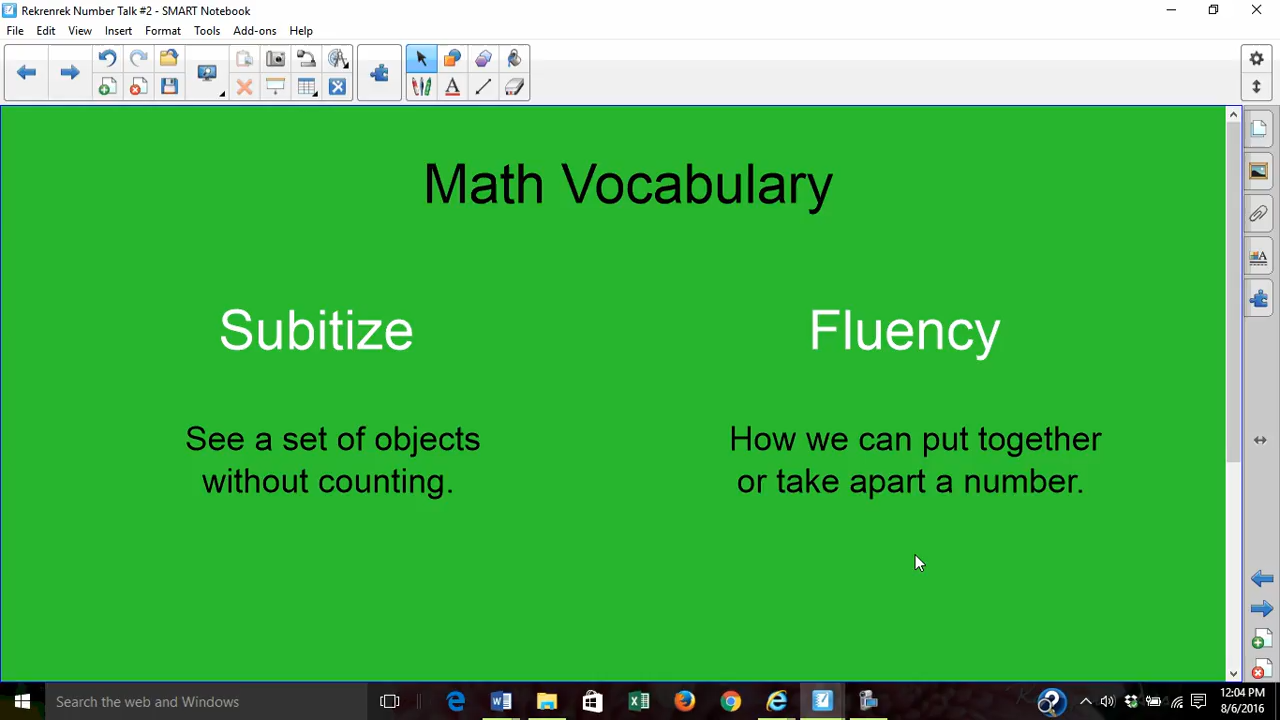 Rekrenrek Number Talk #2 - SMART Notebook
File Edit View Insert Format Tools Add-ons Help
Math Vocabulary
Subitize
See a set of objects
without counting.
Fluency
How we can put together
or take apart a number.
Search the web and Windows
12:04 PM
8/6/2016